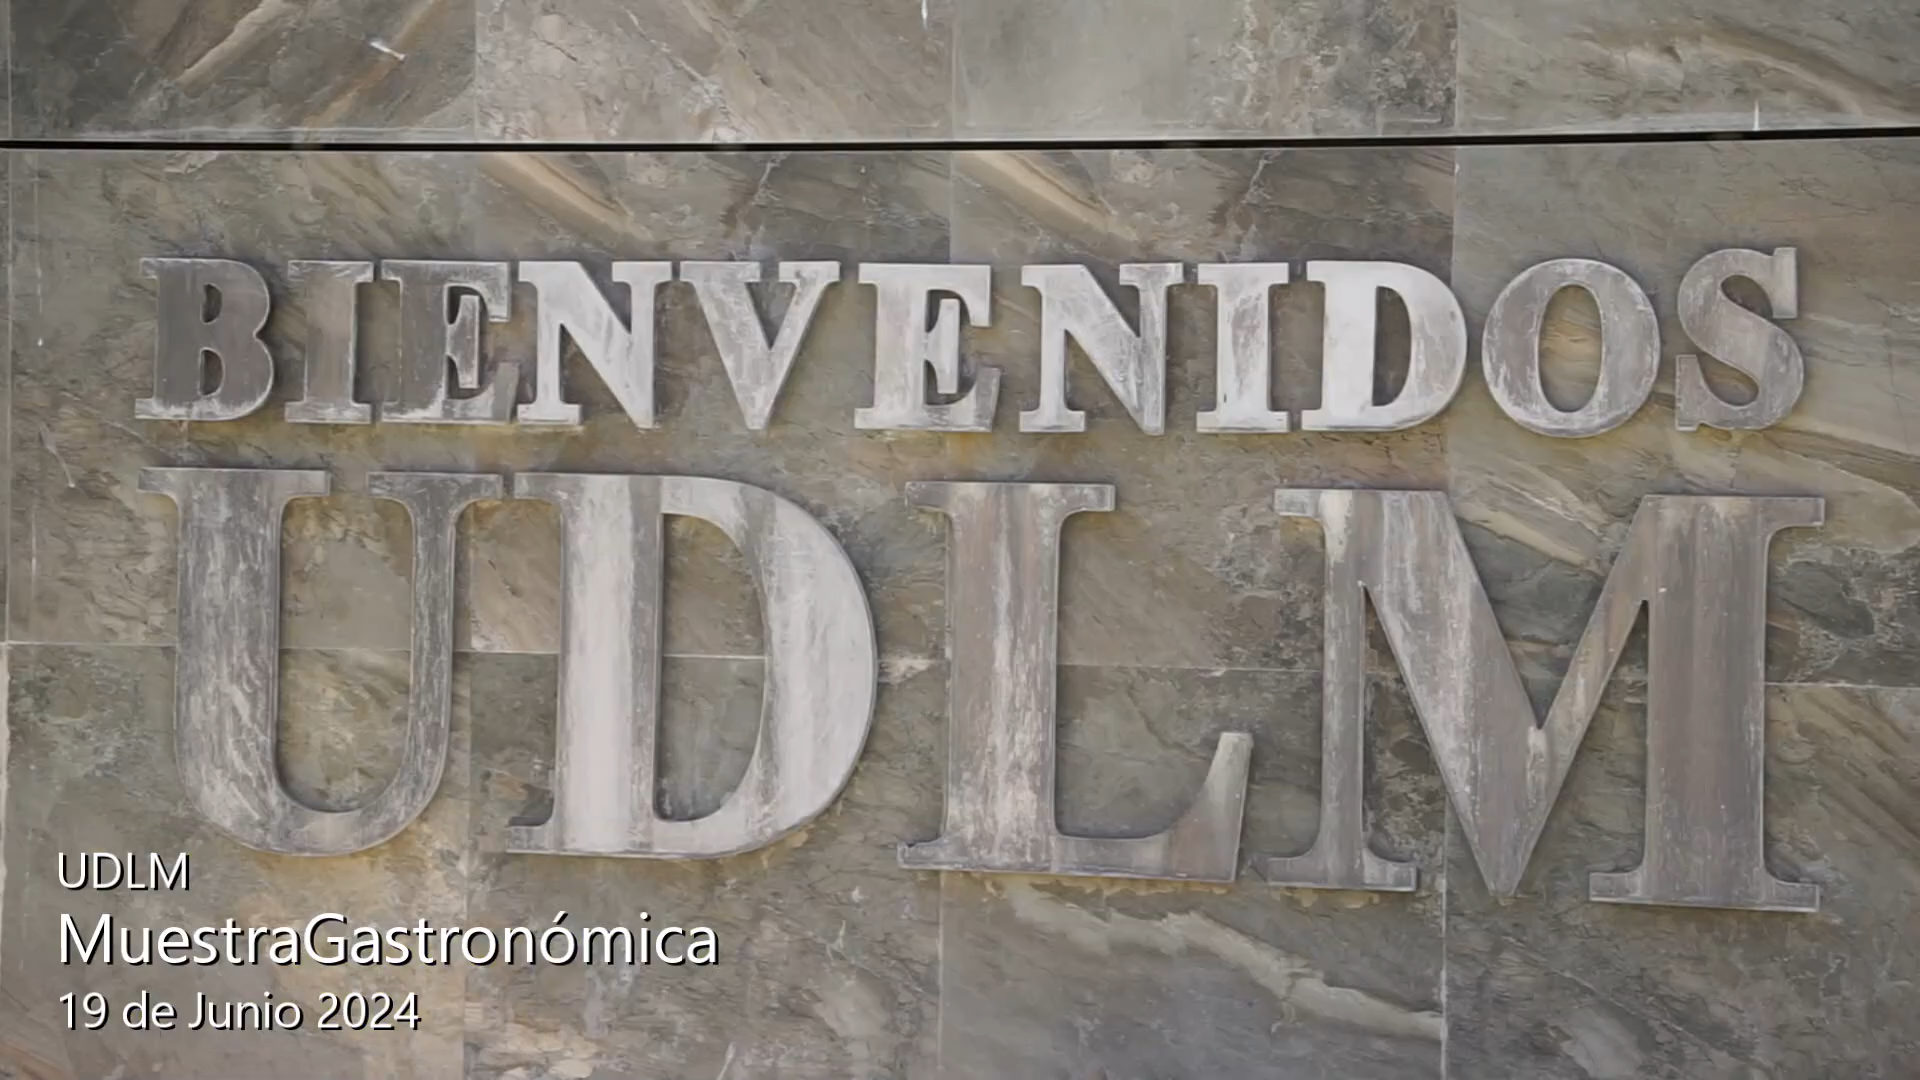 BIENVENIDOS
UDLM
UDLM
MuestraGastronómica
19 de Junio 2024